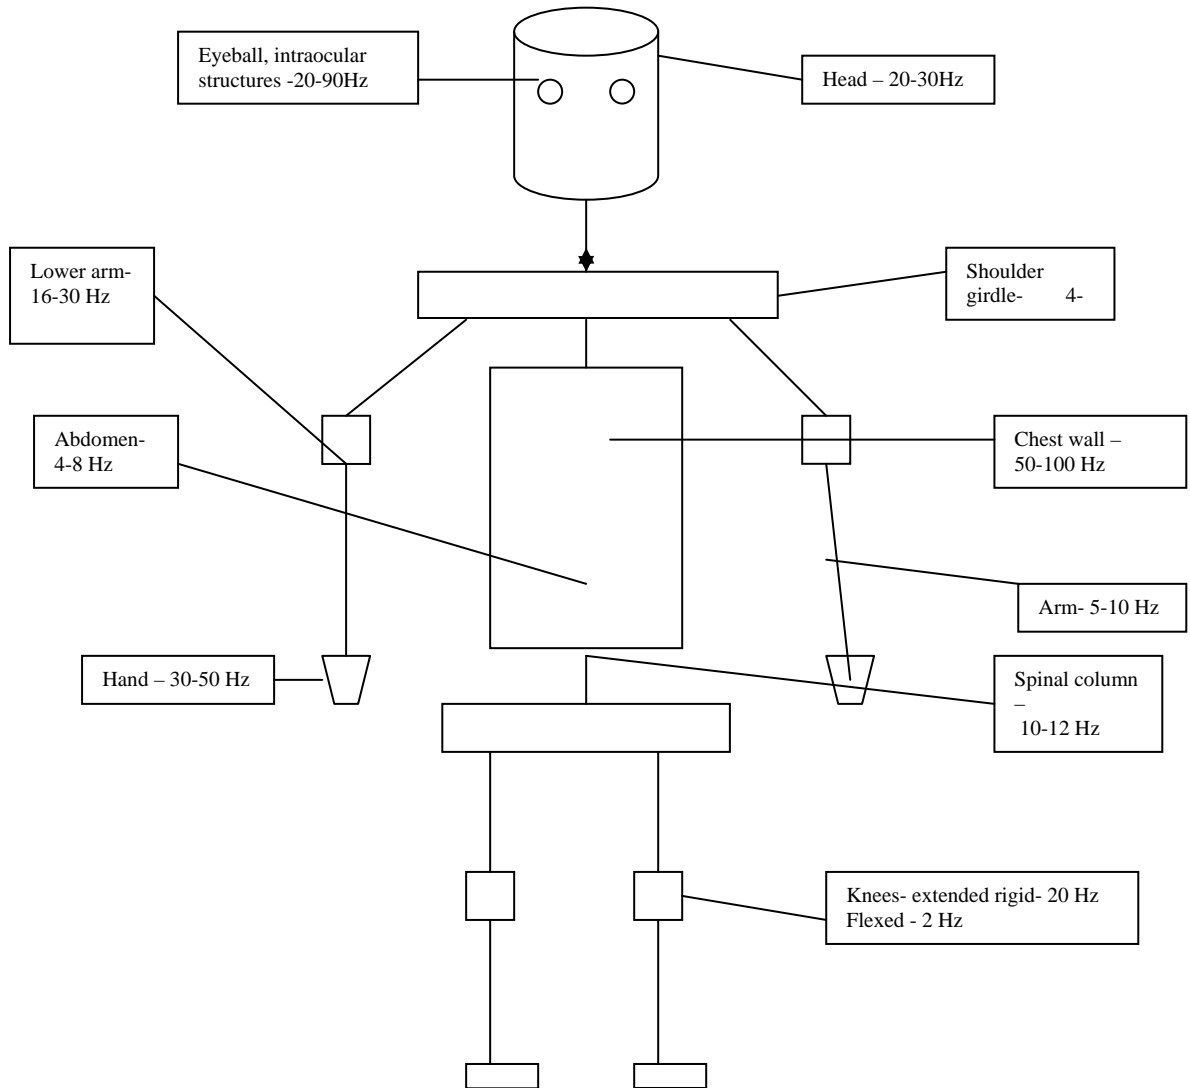 Eyeball, intraocular
structures -20-90Hz
Head – 20-30Hz
Lower arm-
16-30 Hz
Shoulder
girdle- 4-
Abdomen-
4-8 Hz
Chest wall –
50-100 Hz
Arm- 5-10 Hz
Hand – 30-50 Hz
Spinal column
–
10-12 Hz
Knees- extended rigid- 20 Hz
Flexed - 2 Hz